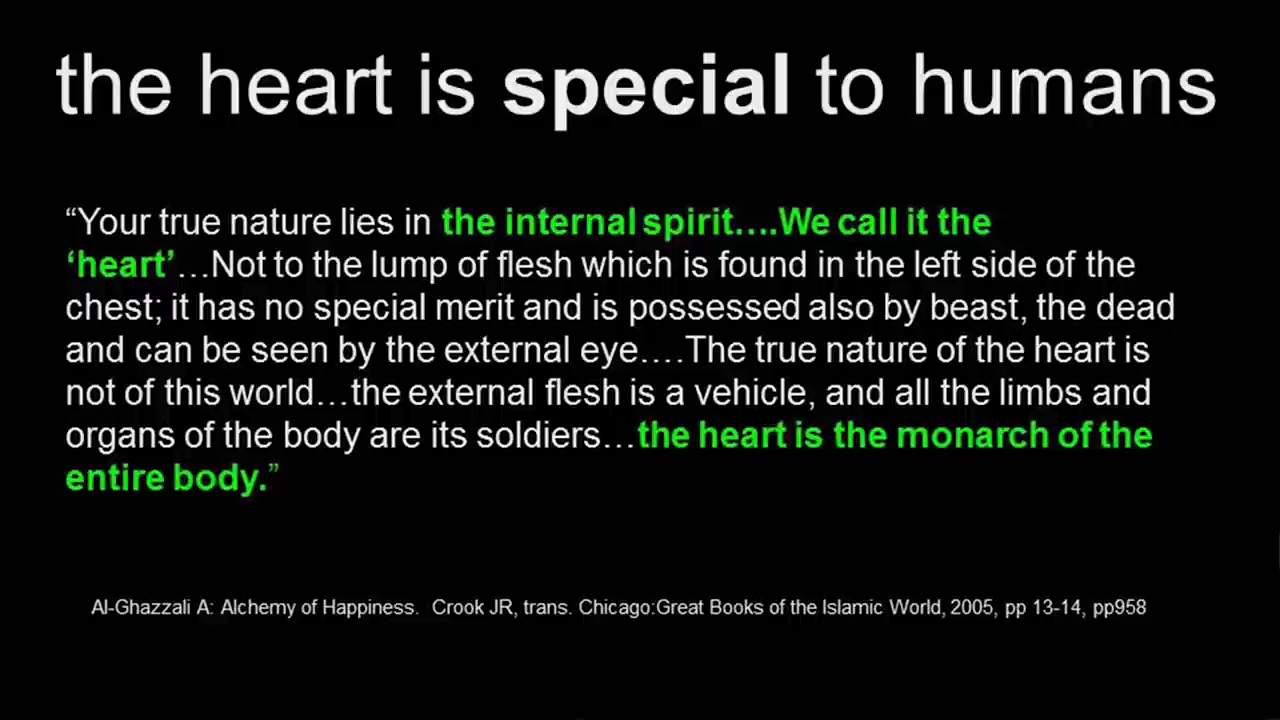 the heart is special to humans
“Your true nature lies in the internal spirit….We call it the
‘heart’…Not to the lump of flesh which is found in the left side of the
chest; it has no special merit and is possessed also by beast, the dead
and can be seen by the external eye….The true nature of the heart is
not of this world…the external flesh is a vehicle, and all the limbs and
organs of the body are its soldiers…the heart is the monarch of the
entire body.”
Al-Ghazzali A: Alchemy of Happiness.  Crook JR, trans. Chicago:Great Books of the Islamic World, 2005, pp 13-14, pp958